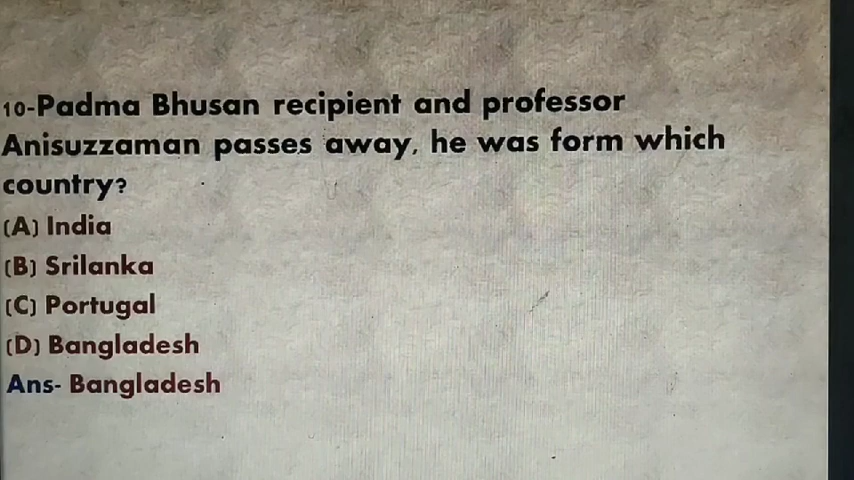 10-Padma Bhusan recipient and professor
Anisuzzaman passes away, he was form which
country?
(A) India
(B) Srilanka
(C) Portugal
(D) Bangladesh
Ans- Bangladesh